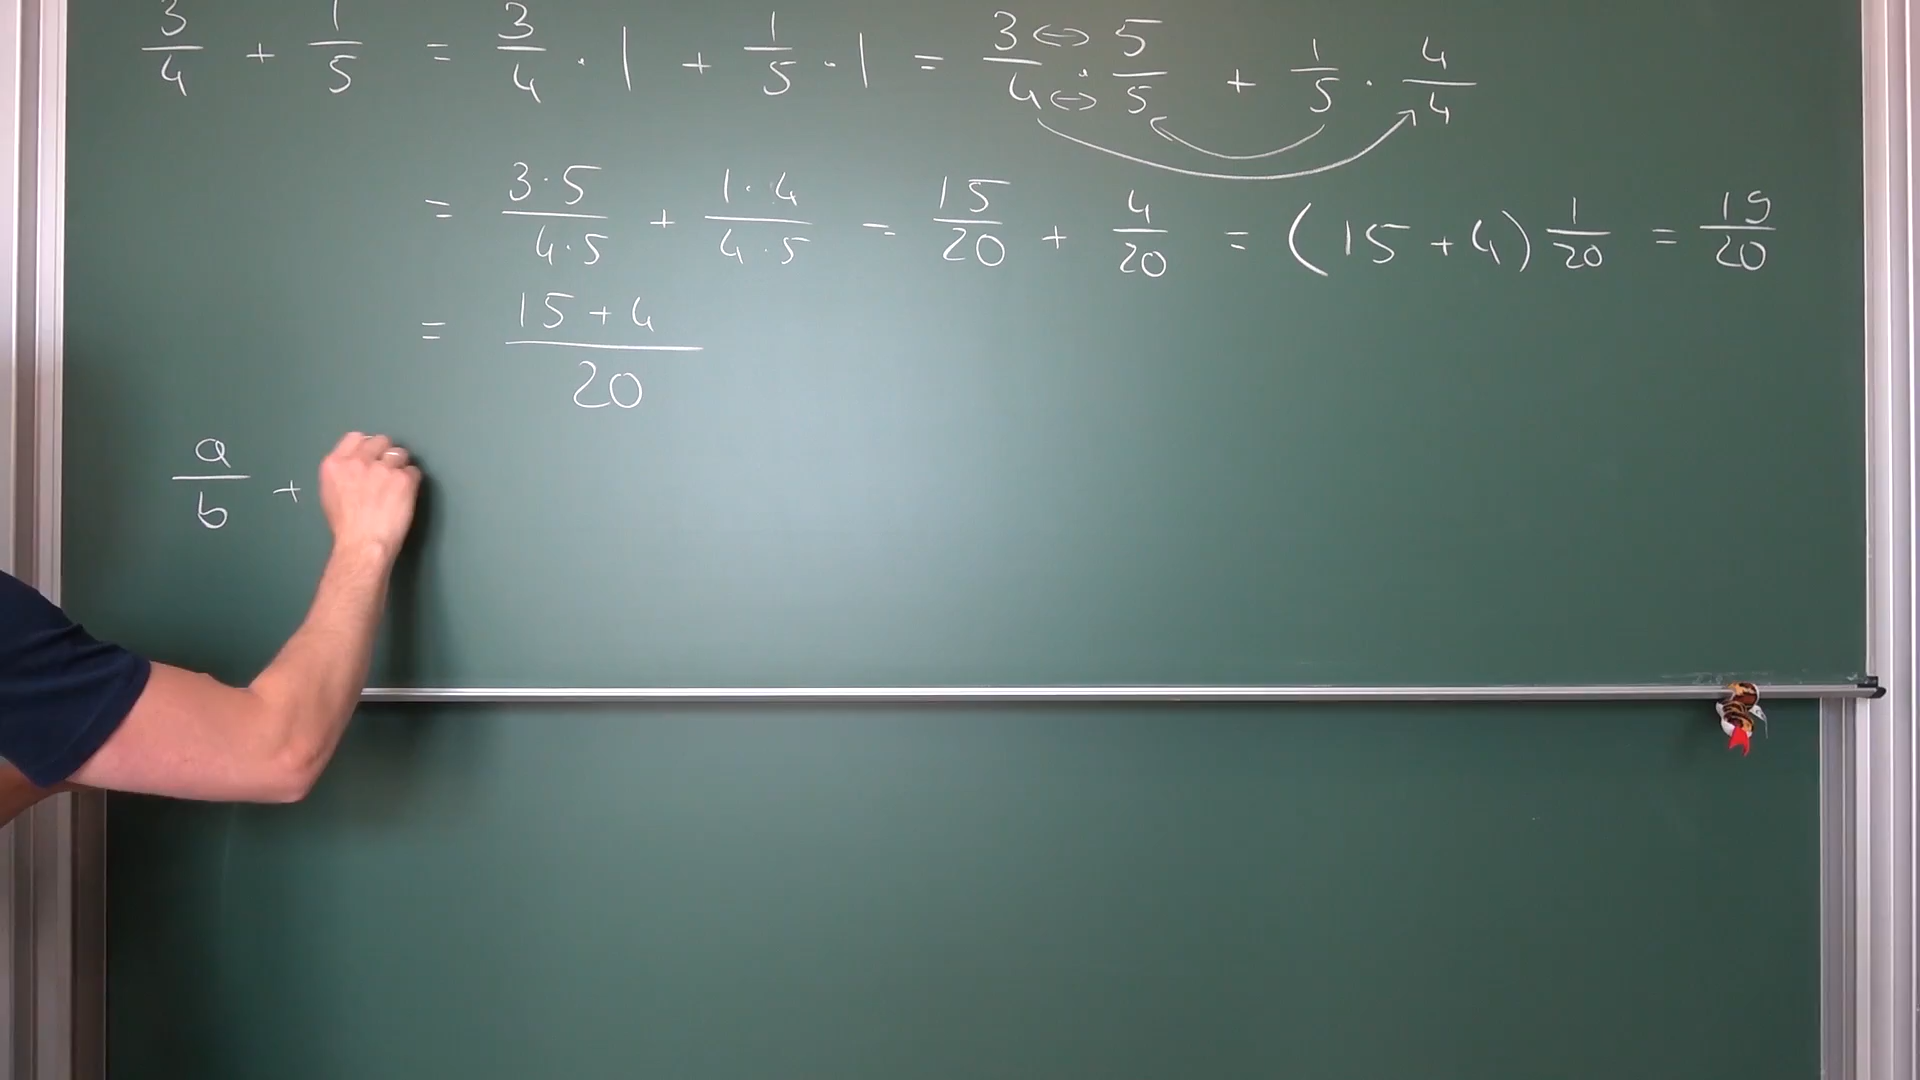 3/4 + 1/5 = 3/4 · 1 + 1/5 · 1 = 3/4 ↔ · ↔ 5/5 + 1/5 · 4/4
= 3·5/4·5 + 1·4/4·5 = 15/20 + 4/20 = (15+4) 1/20 = 19/20
= 15+4/20
a/b +